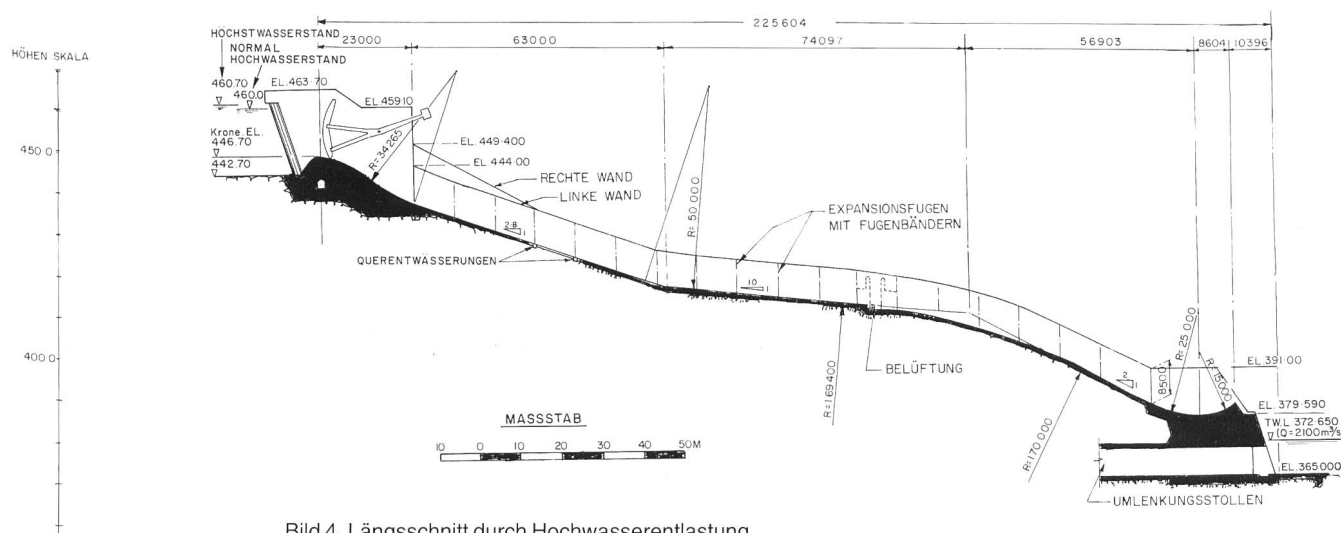 225604
23000
63000
74097
56903
8604
10396
HÖCHSTWASSERSTAND
NORMAL
HOCHWASSERSTAND
HÖHEN SKALA
460.70
460.0
EL.463.70
EL.459.10
Krone EL.
446.70
442.70
450.0
R=34.265
EL.449.400
EL.444.00
RECHTE WAND
LINKE WAND
R=50 000
EXPANSIONSFUGEN
MIT FUGENBÄNDERN
2.8
1
QUERENTWÄSSERUNGEN
10
1
400.0
BELÜFTUNG
R=169.400
R=170 000
2
1
8500
R=25 000
R=15000
EL.391.00
EL.379.590
T.W.L 372.650
(Q=2100m³/s
EL.365.000
UMLENKUNGSSTOLLEN
MASSSTAB
10 0 10 20 30 40 50M
Bild 4. Längsschnitt durch Hochwasserentlastung